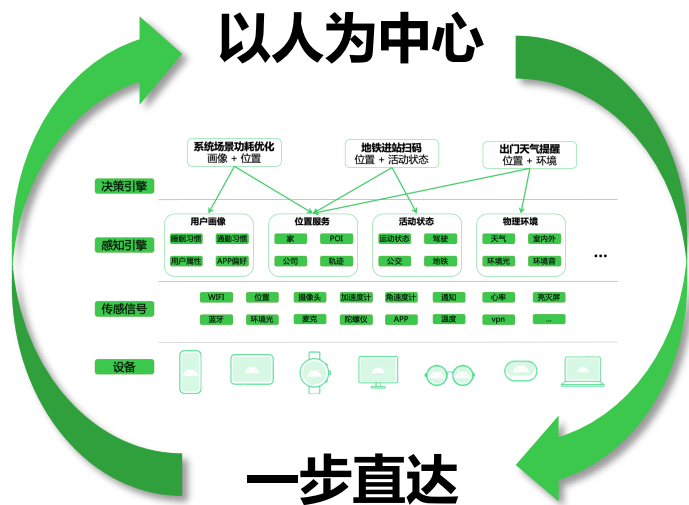 以人为中心
系统场景功耗优化
画像 + 位置
地铁进站扫码
位置 + 活动状态
出门天气提醒
位置 + 环境
决策引擎
用户画像
位置服务
活动状态
物理环境
感知引擎
睡眠习惯
通勤习惯
家
POI
运动状态
驾驶
天气
室内外
用户属性
APP偏好
公司
轨迹
公交
地铁
环境光
环境音
...
传感信号
WIFI
位置
摄像头
加速度计
角速度计
通知
心率
亮灭屏
蓝牙
环境光
麦克
陀螺仪
APP
温度
vpn
...
设备
一步直达